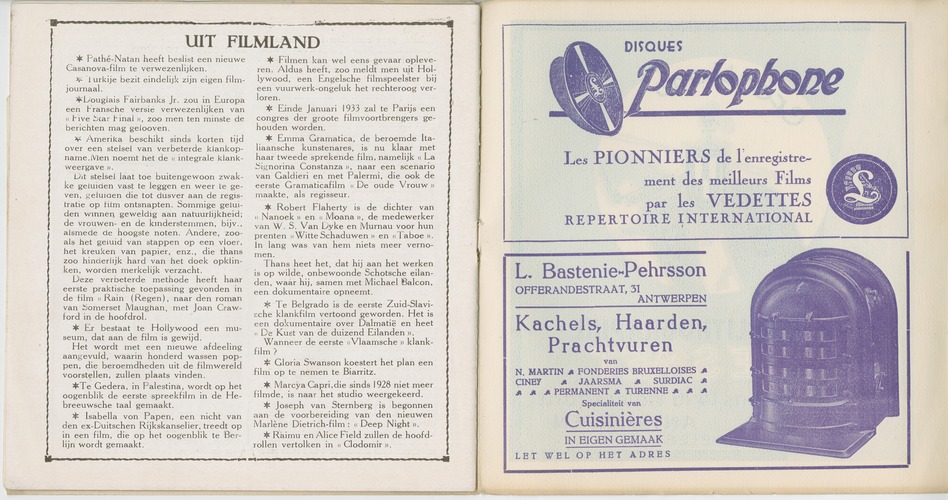 UIT FILMLAND
✶ Pathé-Natan heeft beslist een nieuwe
Casanova-film te verwezenlijken.
✶ Turkije bezit eindelijk zijn eigen film-
journaal.
✶Douglais Fairbanks Jr. zou in Europa
een Fransche versie verwezenlijken van
« Five Star Final », zoo men ten minste de
berichten mag gelooven.
✶ Amerika beschikt sinds korten tijd
over een stelsel van verbeterde klankop-
name.Men noemt het de « integrale klank-
weergave ».
Dit stelsel laat toe buitengewoon zwak-
ke geluiden vast te leggen en weer te ge-
ven, geluiden die tot dusver aan de regis-
tratie op film ontsnapten. Sommige gelui-
den winnen geweldig aan natuurlijkheid;
de vrouwen- en de kinderstemmen, bijv.,
alsmede de hoogste noten. Andere, zoo-
als het geluid van stappen op een vloer,
het kreuken van papier, enz., die thans
zoo hinderlijk hard van het doek oplkin-
ken, worden merkelijk verzacht.
Deze verbeterde methode heeft haar
eerste praktische toepassing gevonden in
de film « Rain (Regen), naar den roman
van Somerset Maughan, met Joan Craw-
ford in de hoofdrol.
✶ Er bestaat te Hollywood een mu-
seum, dat aan de film is gewijd.
Het wordt met een nieuwe afdeeling
aangevuld, waarin honderd wassen pop-
pen, die beroemdheden uit de filmwereld
voorstellen, zullen plaats vinden.
✶Te Gedera, in Palestina, wordt op het
oogenblik de eerste spreekfilm in de He-
breeuwsche taal gemaakt.
✶ Isabella von Papen, een nicht van
den ex-Duitschen Rijkskanselier, treedt op
in een film, die op het oogenblik te Ber-
lijn wordt gemaakt.
✶ Filmen kan wel eens gevaar opleve-
ren. Aldus heeft, zoo meldt men uit Hol-
lywood, een Engelsche filmspeelster bij
een vuurwerk-ongeluk het rechteroog ver-
loren.
✶ Einde Januari 1933 zal te Parijs een
congres der groote filmvoortbrengers ge-
houden worden.
✶ Emma Gramatica, de beroemde Ita-
liaansche kunstenares, is nu klaar met
haar tweede sprekende film, namelijk « La
Signorina Constanza », naar een scenario
van Galdieri en met Palermi, die ook de
eerste Gramaticafilm « De oude Vrouw »
maakte, als regisseur.
✶ Robert Flaherty is de dichter van
« Nanoek » en « Moana », de medewerker
van W. S. Van Dyke en Murnau voor hun
prenten « Witte Schaduwen » en « Taboe ».
In lang was van hem niets meer verno-
men.
Thans heet het, dat hij aan het werken
is op wilde, onbewoonde Schotsche eilan-
den, waar hij, samen met Michael Balcon,
een dokumentaire opneemt.
✶ Te Belgrado is de eerste Zuid-Slavi-
sche klankfilm vertoond geworden. Het is
een dokumentaire over Dalmatië en heet
« De Kust van de duizend Eilanden ».
Wanneer de eerste «Vlaamsche » klank-
film ?
✶ Gloria Swanson koestert het plan een
film op te nemen te Biarritz.
✶ Marcya Capri,die sinds 1928 niet meer
filmde, is naar het studio weergekeerd.
✶ Joseph van Sternberg is begonnen
aan de voorbereiding van den nieuwen
Marlène Dietrich-film : « Deep Night ».
✶ Raimu en Alice Field zullen de hoofd-
rollen vertolken in « Clodomir ».
DISQUES
Parlophone
Les PIONNIERS de l'enregistre-
ment des meilleurs Films
par les VEDETTES
REPERTOIRE INTERNATIONAL
L. Bastenie-Pehrsson
OFFERANDESTRAAT, 31
ANTWERPEN
Kachels, Haarden,
Prachtvuren
van
N. MARTIN FONDERIES BRUXELLOISES
CINEY JAARSMA SURDIAC
PERMANENT TURENNE
Specialiteit van
Cuisinières
IN EIGEN GEMAAK
LET WEL OP HET ADRES